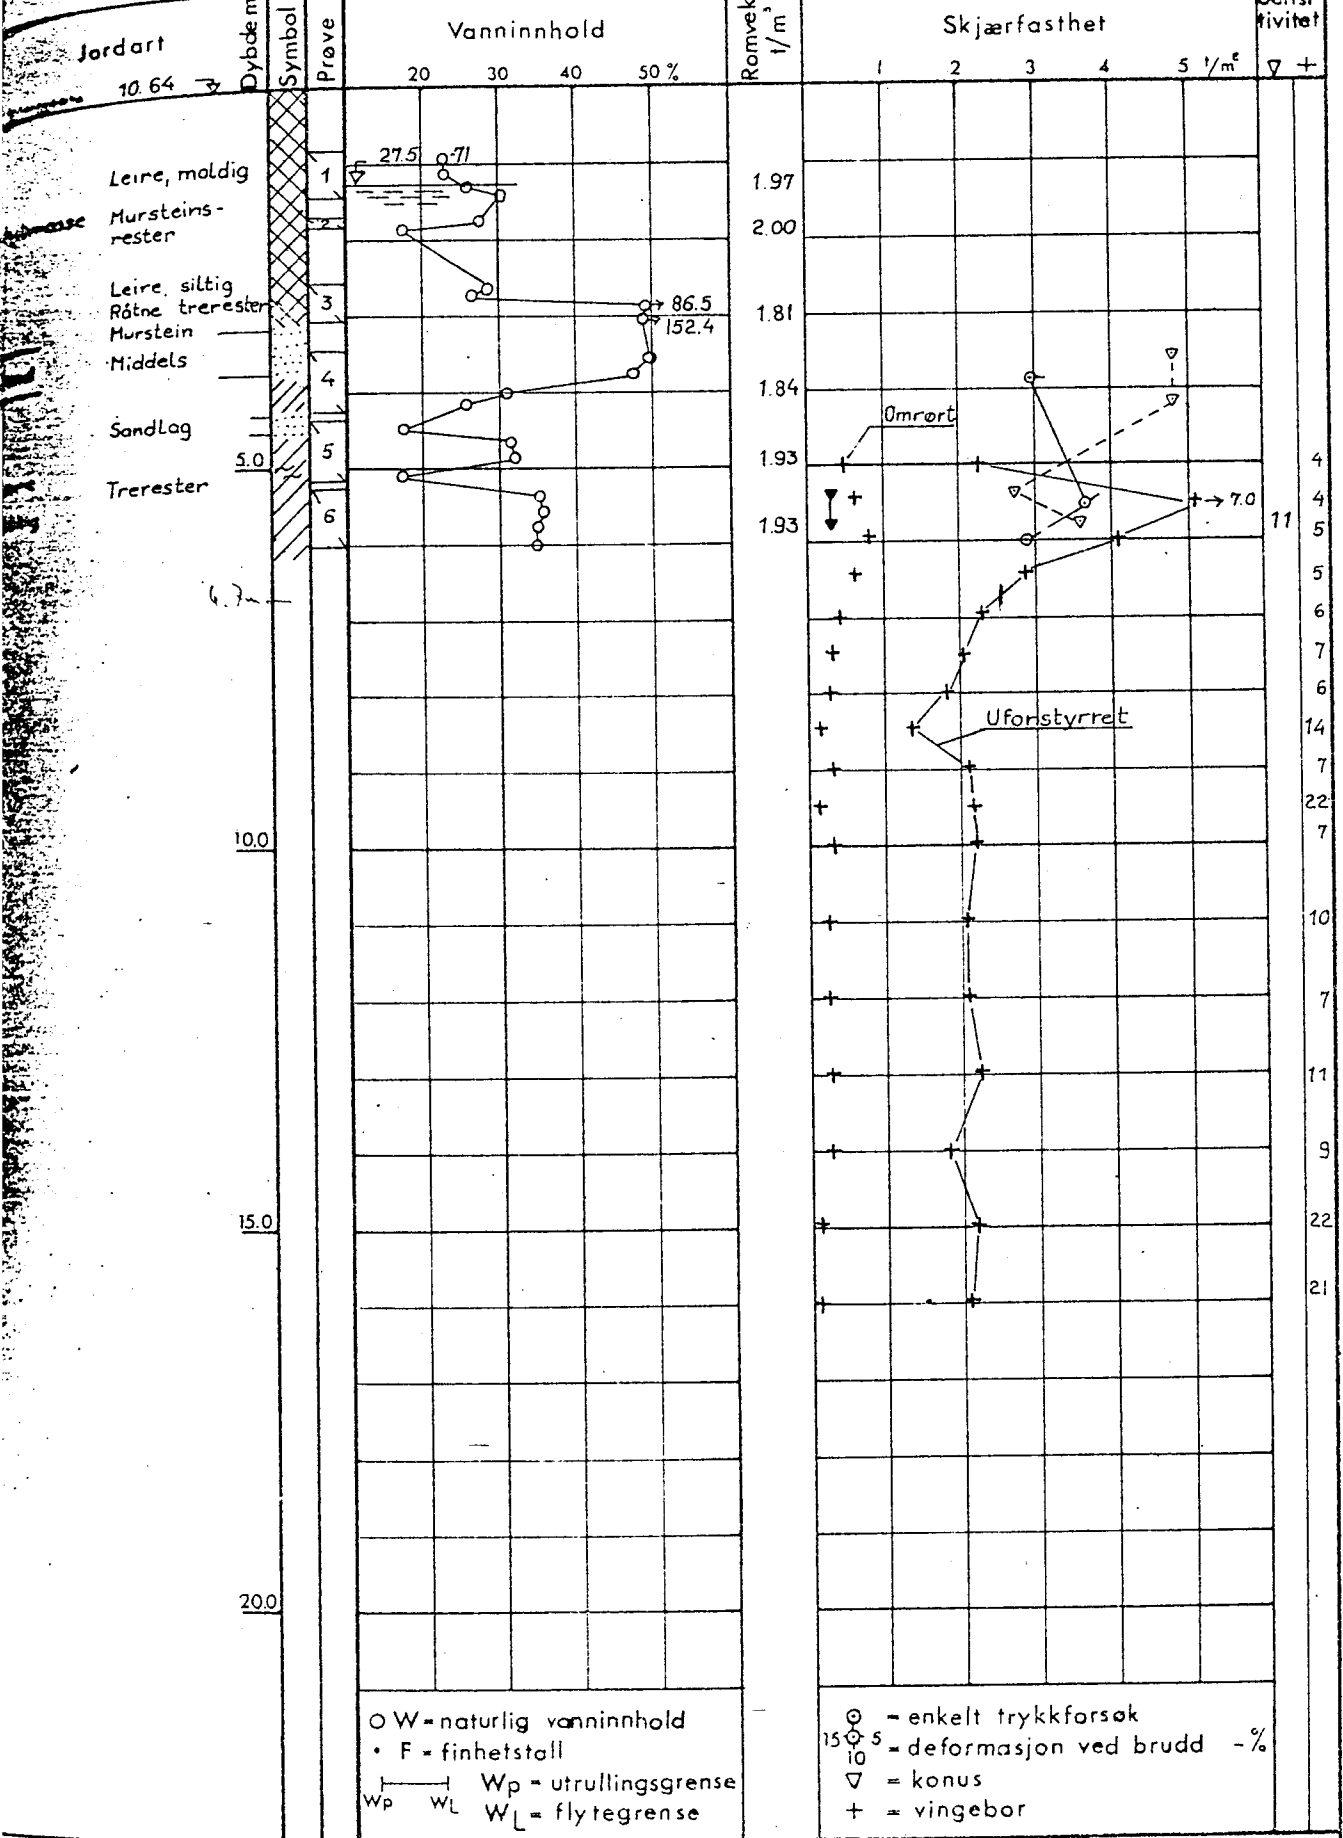 Jordart
10.64
Dybde m
Symbol
Prøve
Vanninnhold
20 30 40 50 %
Romvekt
t/m³
Skjærfasthet
1 2 3 4 5 t/m²
Sensi
tivitet
▽ +
27.5 71
Leire, moldig 1 1.97
Mursteins-
rester 2 2.00
Leire, siltig
Råtne trerester 3 86.5 1.81
152.4
Murstein
Middels 4 1.84
Omrørt
Sandlag
5.0 5 1.93 4
Trerester
7.0 4
6 1.93 11 5
5
6
7
6
Uforstyrret 14
7
22
10.0 7
10
7
11
9
15.0 22
21
20.0
○ W = naturlig vanninnhold
• F = finhetstall
Wp WL Wp = utrullingsgrense
WL = flytegrense
= enkelt trykkforsøk
15 5
10 = deformasjon ved brudd -%
▽ = konus
+ = vingebor